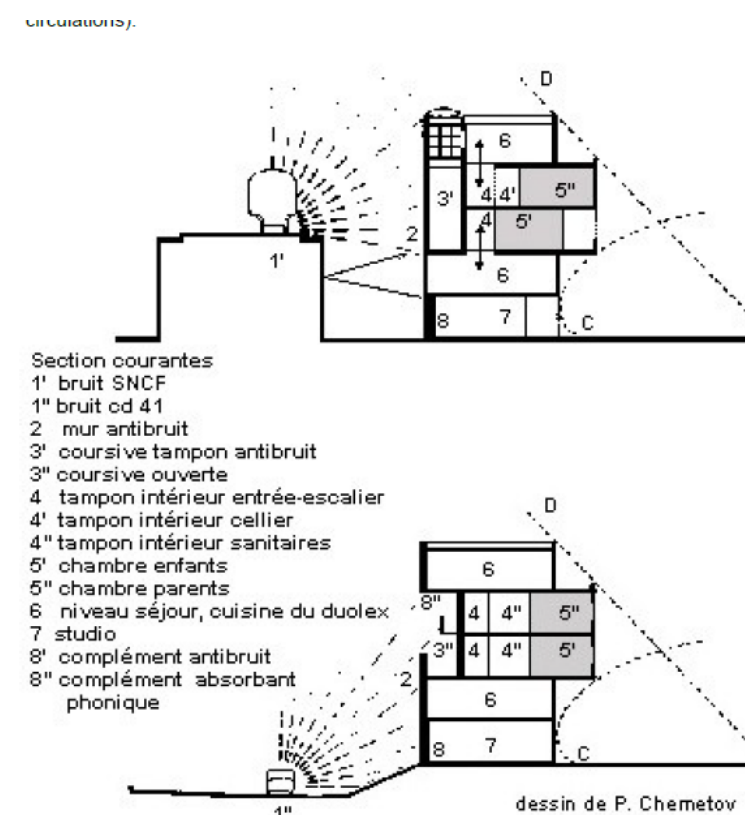 circulations).
D
6
3' 4 4' 5"
2 4 5'
1' 6
8 7 C
Section courantes
1' bruit SNCF
1" bruit cd 41
2 mur antibruit
3' coursive tampon antibruit
3" coursive ouverte
4 tampon intérieur entrée-escalier
4' tampon intérieur cellier
4" tampon intérieur sanitaires
5' chambre enfants
5" chambre parents
6 niveau séjour, cuisine du duolex
7 studio
8' complément antibruit
8" complément absorbant
phonique
D
6
8" 4 4" 5"
3" 4 4" 5'
2 6
8 7 C
1"
dessin de P. Chemetov